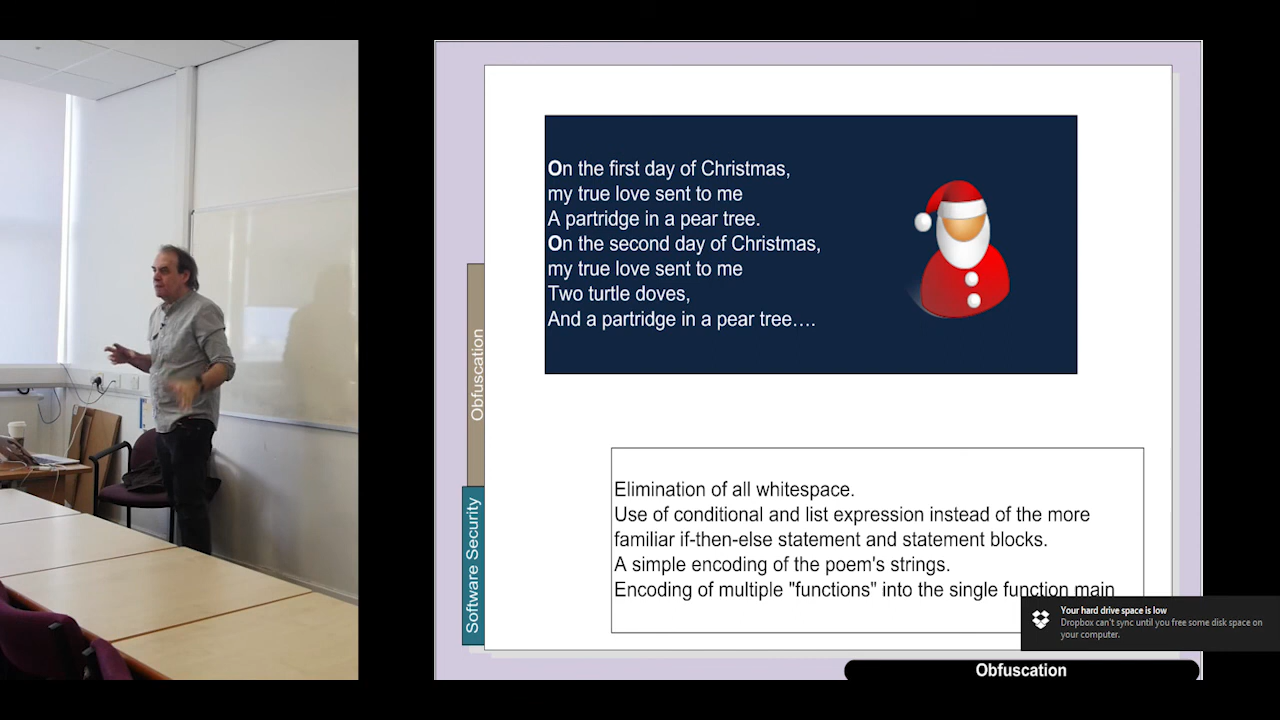 On the first day of Christmas,
my true love sent to me
A partridge in a pear tree.
On the second day of Christmas,
my true love sent to me
Two turtle doves,
And a partridge in a pear tree….
Obfuscation
Software Security
Elimination of all whitespace.
Use of conditional and list expression instead of the more
familiar if-then-else statement and statement blocks.
A simple encoding of the poem's strings.
Encoding of multiple "functions" into the single function main
Your hard drive space is low
Dropbox can't sync until you free some disk space on
your computer.
Obfuscation